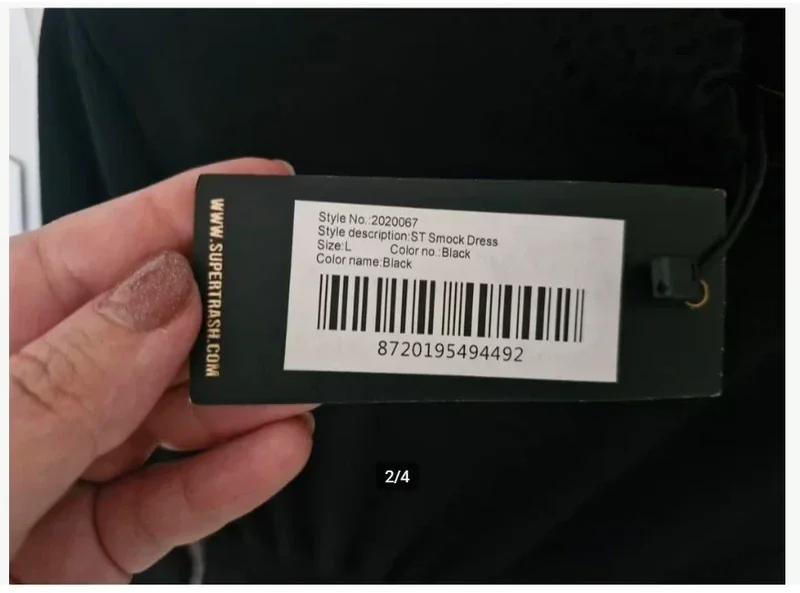 WWW.SUPERTRASH.COM
Style No.:2020067
Style description:ST Smock Dress
Size:L Color no.:Black
Color name:Black
8720195494492
2/4